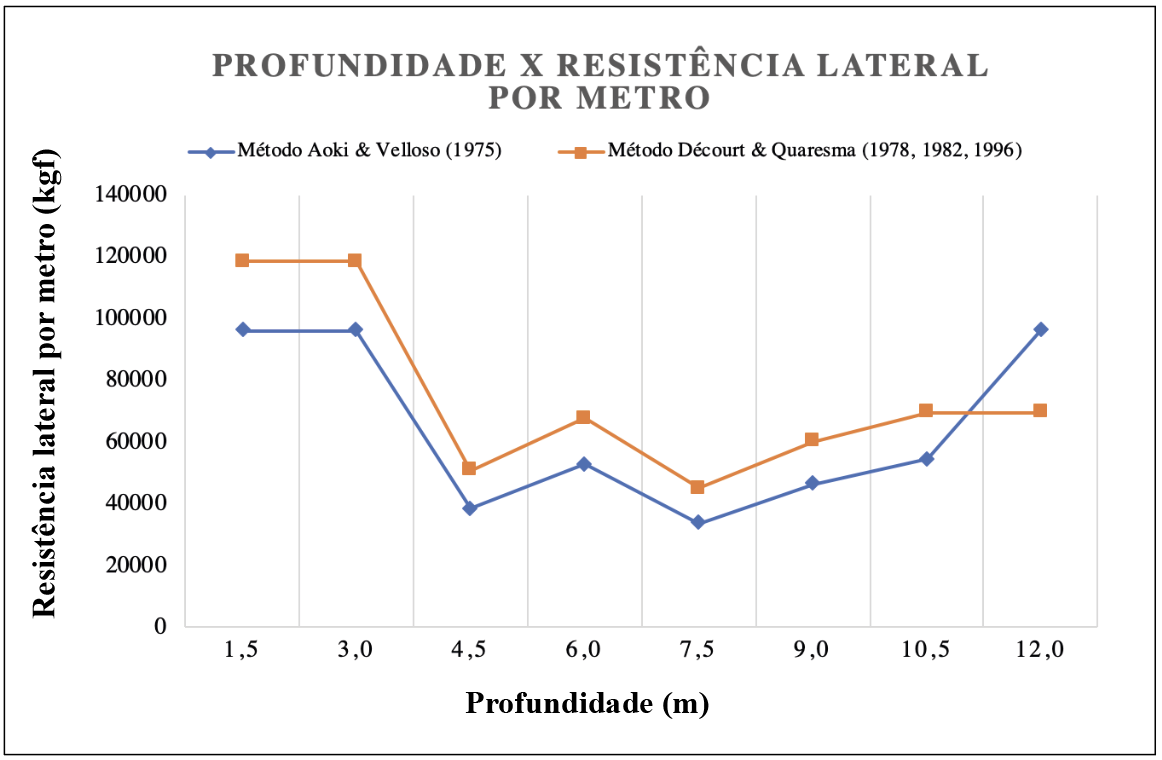 PROFUNDIDADE X RESISTÊNCIA LATERAL
POR METRO
Método Aoki & Velloso (1975)
Método Décourt & Quaresma (1978, 1982, 1996)
Resistência lateral por metro (kgf)
140000
120000
100000
80000
60000
40000
20000
0
1,5 3,0 4,5 6,0 7,5 9,0 10,5 12,0
Profundidade (m)